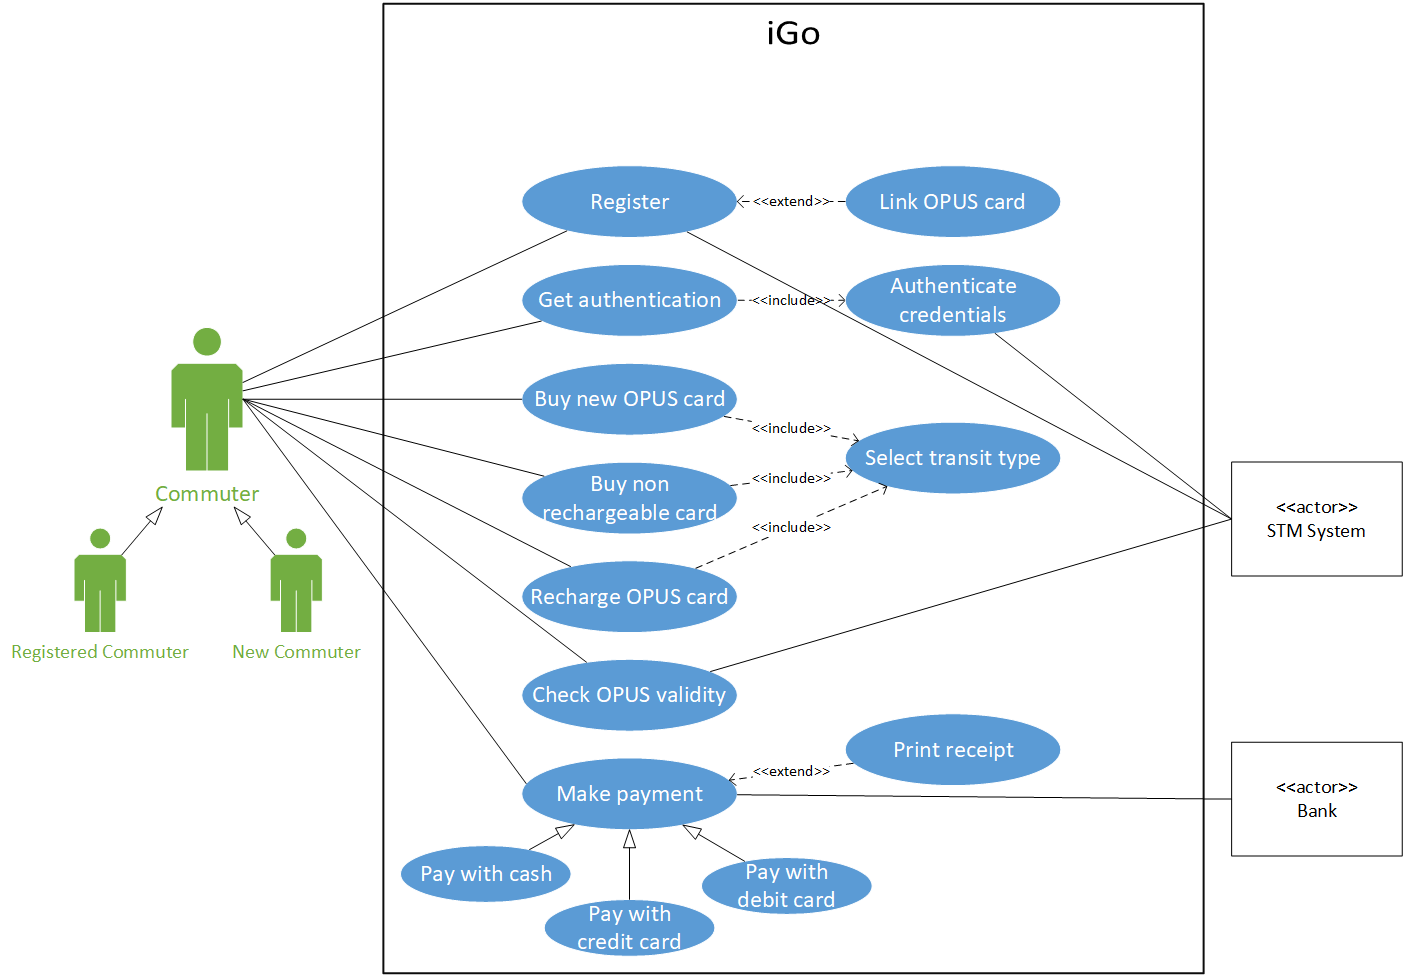 iGo
Register
<<extend>>
Link OPUS card
Get authentication
<<include>>
Authenticate
credentials
Buy new OPUS card
<<include>>
Select transit type
Buy non
rechargeable card
<<include>>
<<include>>
Recharge OPUS card
Commuter
Registered Commuter
New Commuter
<<actor>>
STM System
Check OPUS validity
Print receipt
<<extend>>
Make payment
<<actor>>
Bank
Pay with cash
Pay with
credit card
Pay with
debit card